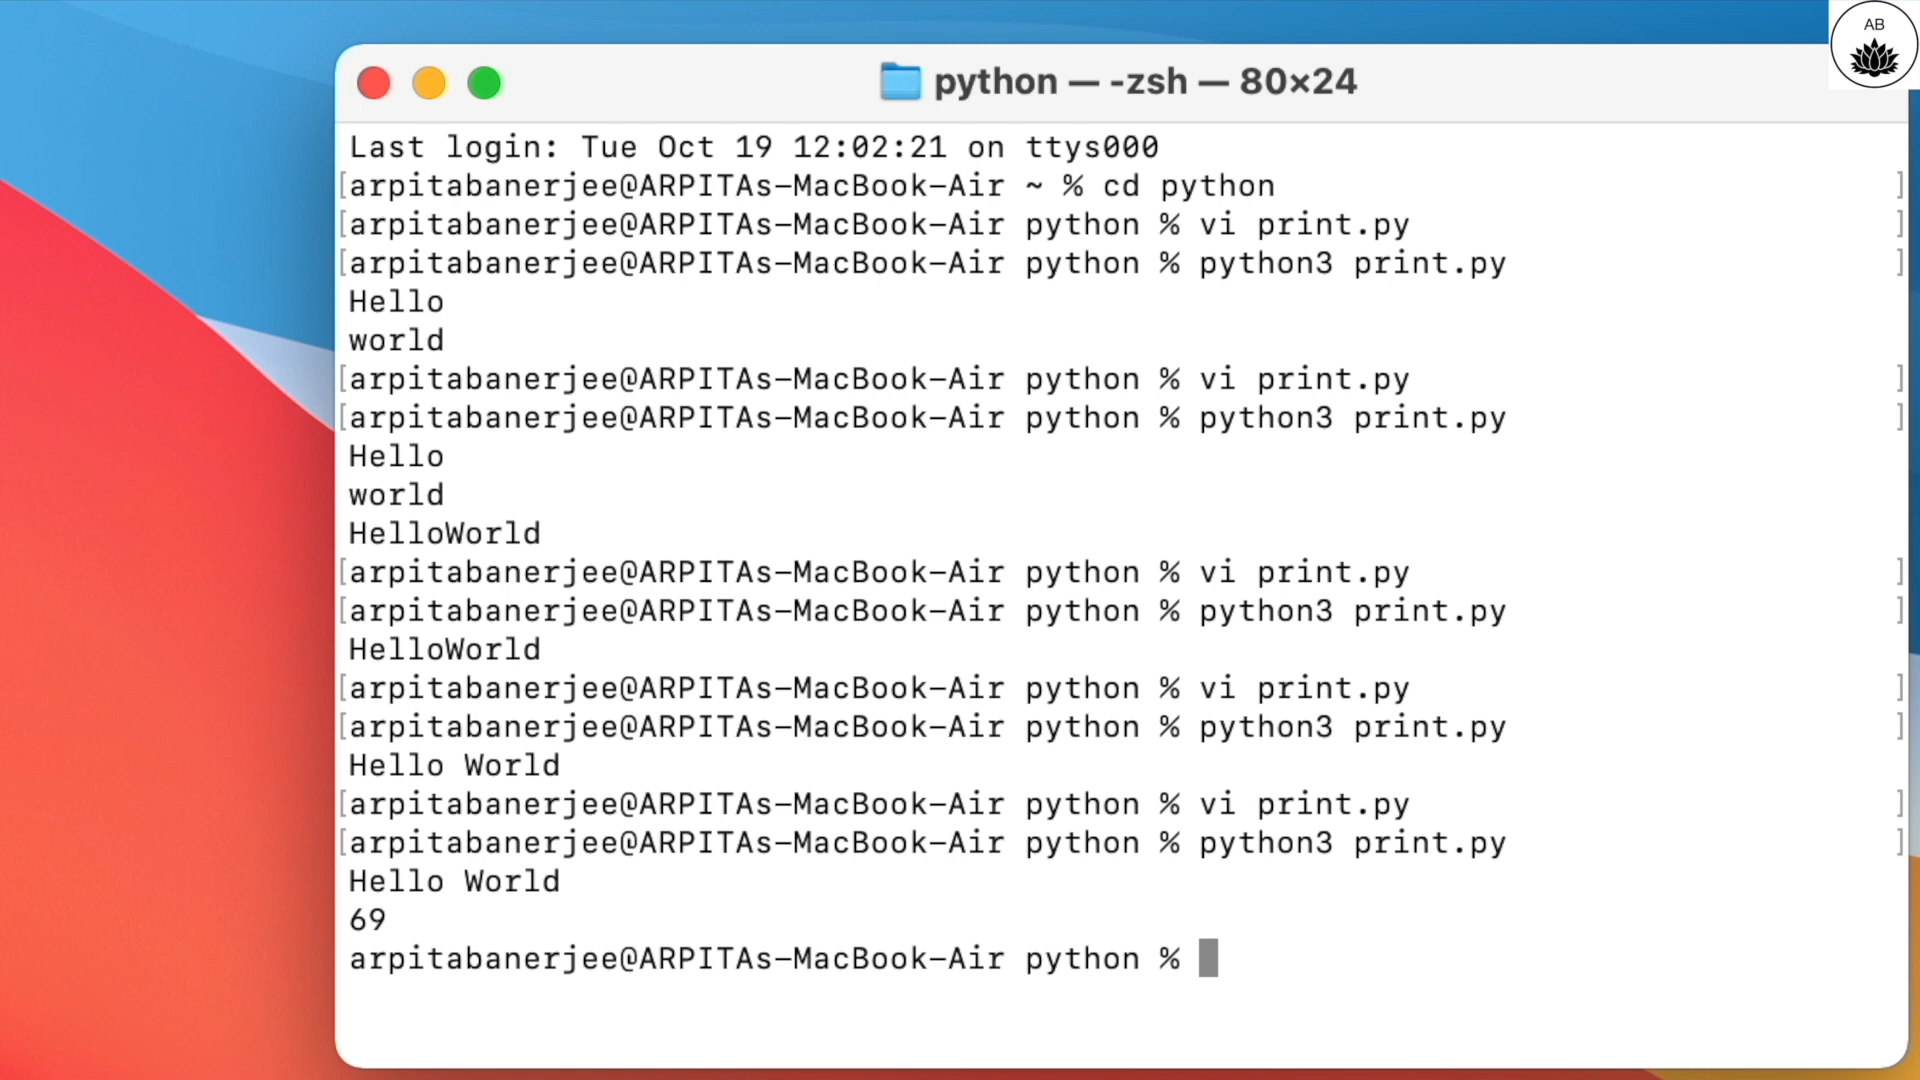 AB
python — -zsh — 80×24
Last login: Tue Oct 19 12:02:21 on ttys000
[arpitabanerjee@ARPITAs-MacBook-Air ~ % cd python ]
[arpitabanerjee@ARPITAs-MacBook-Air python % vi print.py ]
[arpitabanerjee@ARPITAs-MacBook-Air python % python3 print.py ]
Hello
world
[arpitabanerjee@ARPITAs-MacBook-Air python % vi print.py ]
[arpitabanerjee@ARPITAs-MacBook-Air python % python3 print.py ]
Hello
world
HelloWorld
[arpitabanerjee@ARPITAs-MacBook-Air python % vi print.py ]
[arpitabanerjee@ARPITAs-MacBook-Air python % python3 print.py ]
HelloWorld
[arpitabanerjee@ARPITAs-MacBook-Air python % vi print.py ]
[arpitabanerjee@ARPITAs-MacBook-Air python % python3 print.py ]
Hello World
[arpitabanerjee@ARPITAs-MacBook-Air python % vi print.py ]
[arpitabanerjee@ARPITAs-MacBook-Air python % python3 print.py ]
Hello World
69
arpitabanerjee@ARPITAs-MacBook-Air python %